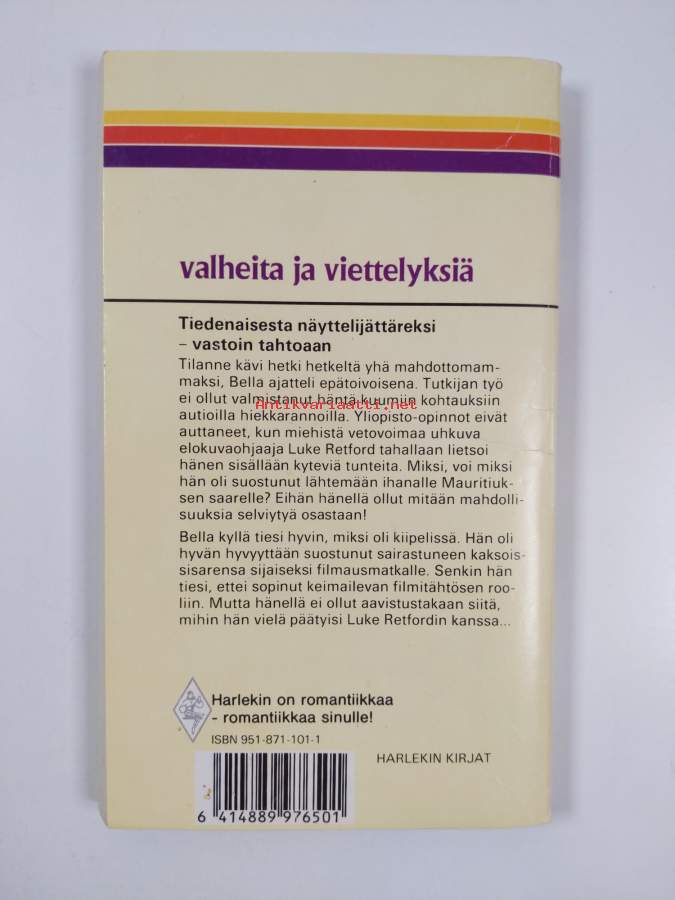 valheita ja viettelyksiä
Tiedenaisesta näyttelijättäreksi
– vastoin tahtoaan
Tilanne kävi hetki hetkeltä yhä mahdottomam-
maksi, Bella ajatteli epätoivoisena. Tutkijan työ
ei ollut valmistanut häntä kuumiin kohtauksiin
Antikvariaatti.net
autioilla hiekkarannoilla. Yliopisto-opinnot eivät
auttaneet, kun miehistä vetovoimaa uhkuva
elokuvaohjaaja Luke Retford tahallaan lietsoi
hänen sisällään kyteviä tunteita. Miksi, voi miksi
hän oli suostunut lähtemään ihanalle Mauritiuk-
sen saarelle? Eihän hänellä ollut mitään mahdolli-
suuksia selviytyä osastaan!
Bella kyllä tiesi hyvin, miksi oli kiipelissä. Hän oli
hyvän hyvyyttään suostunut sairastuneen kaksois-
sisarensa sijaiseksi filmausmatkalle. Senkin hän
tiesi, ettei sopinut keimailevan filmitähtösen roo-
liin. Mutta hänellä ei ollut aavistustakaan siitä,
mihin hän vielä päätyisi Luke Retfordin kanssa...
Harlekin on romantiikkaa
- romantiikkaa sinulle!
ISBN 951-871-101-1
HARLEKIN KIRJAT
6 414889 976501